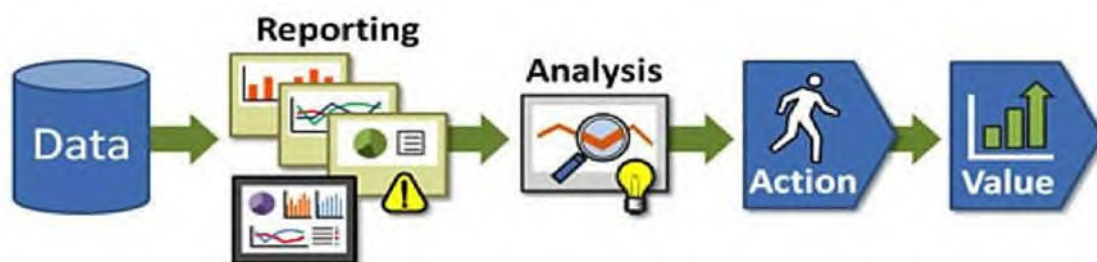 Data
Reporting
Analysis
Action
Value